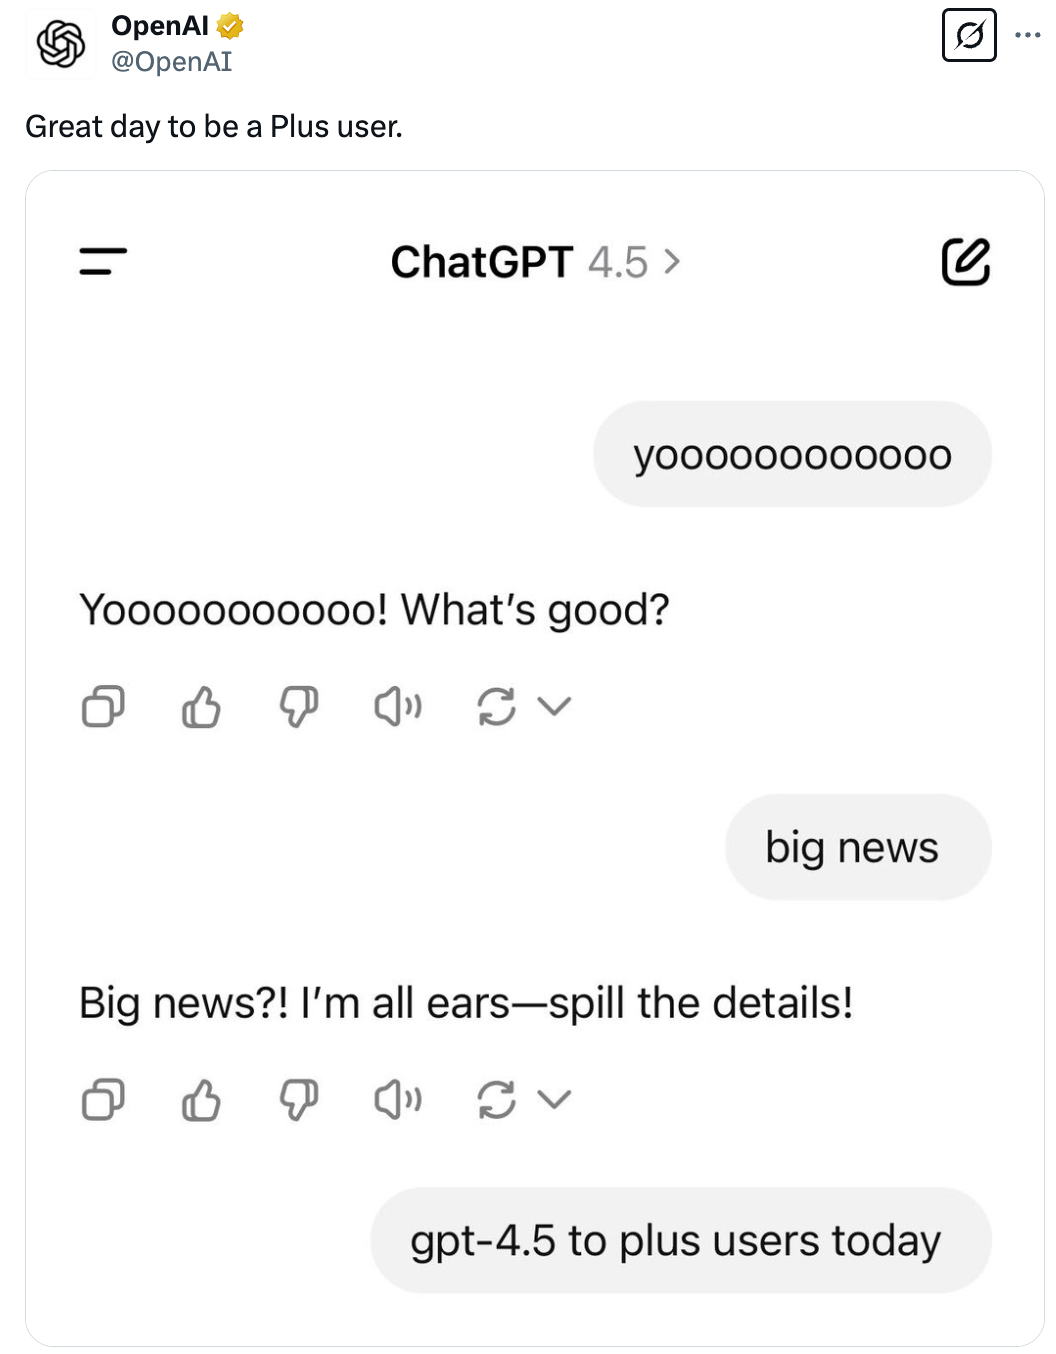 OpenAI
@OpenAI
Great day to be a Plus user.
ChatGPT 4.5 >
yooooooooooooo
Yooooooooooo! What’s good?
big news
Big news?! I’m all ears—spill the details!
gpt-4.5 to plus users today